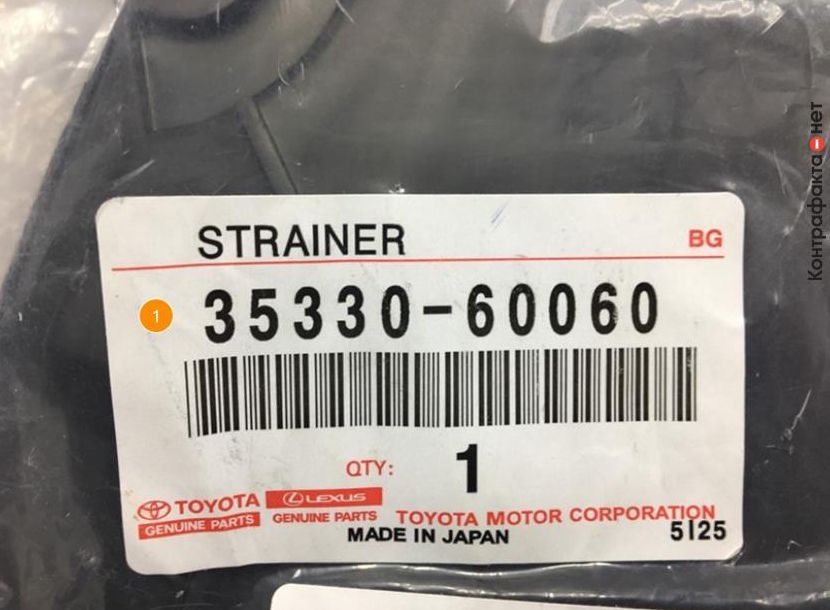 STRAINER
BG
1
35330-60060
QTY: 1
TOYOTA
GENUINE PARTS
LEXUS
GENUINE PARTS
TOYOTA MOTOR CORPORATION
MADE IN JAPAN
5I25
Контрафакта нет